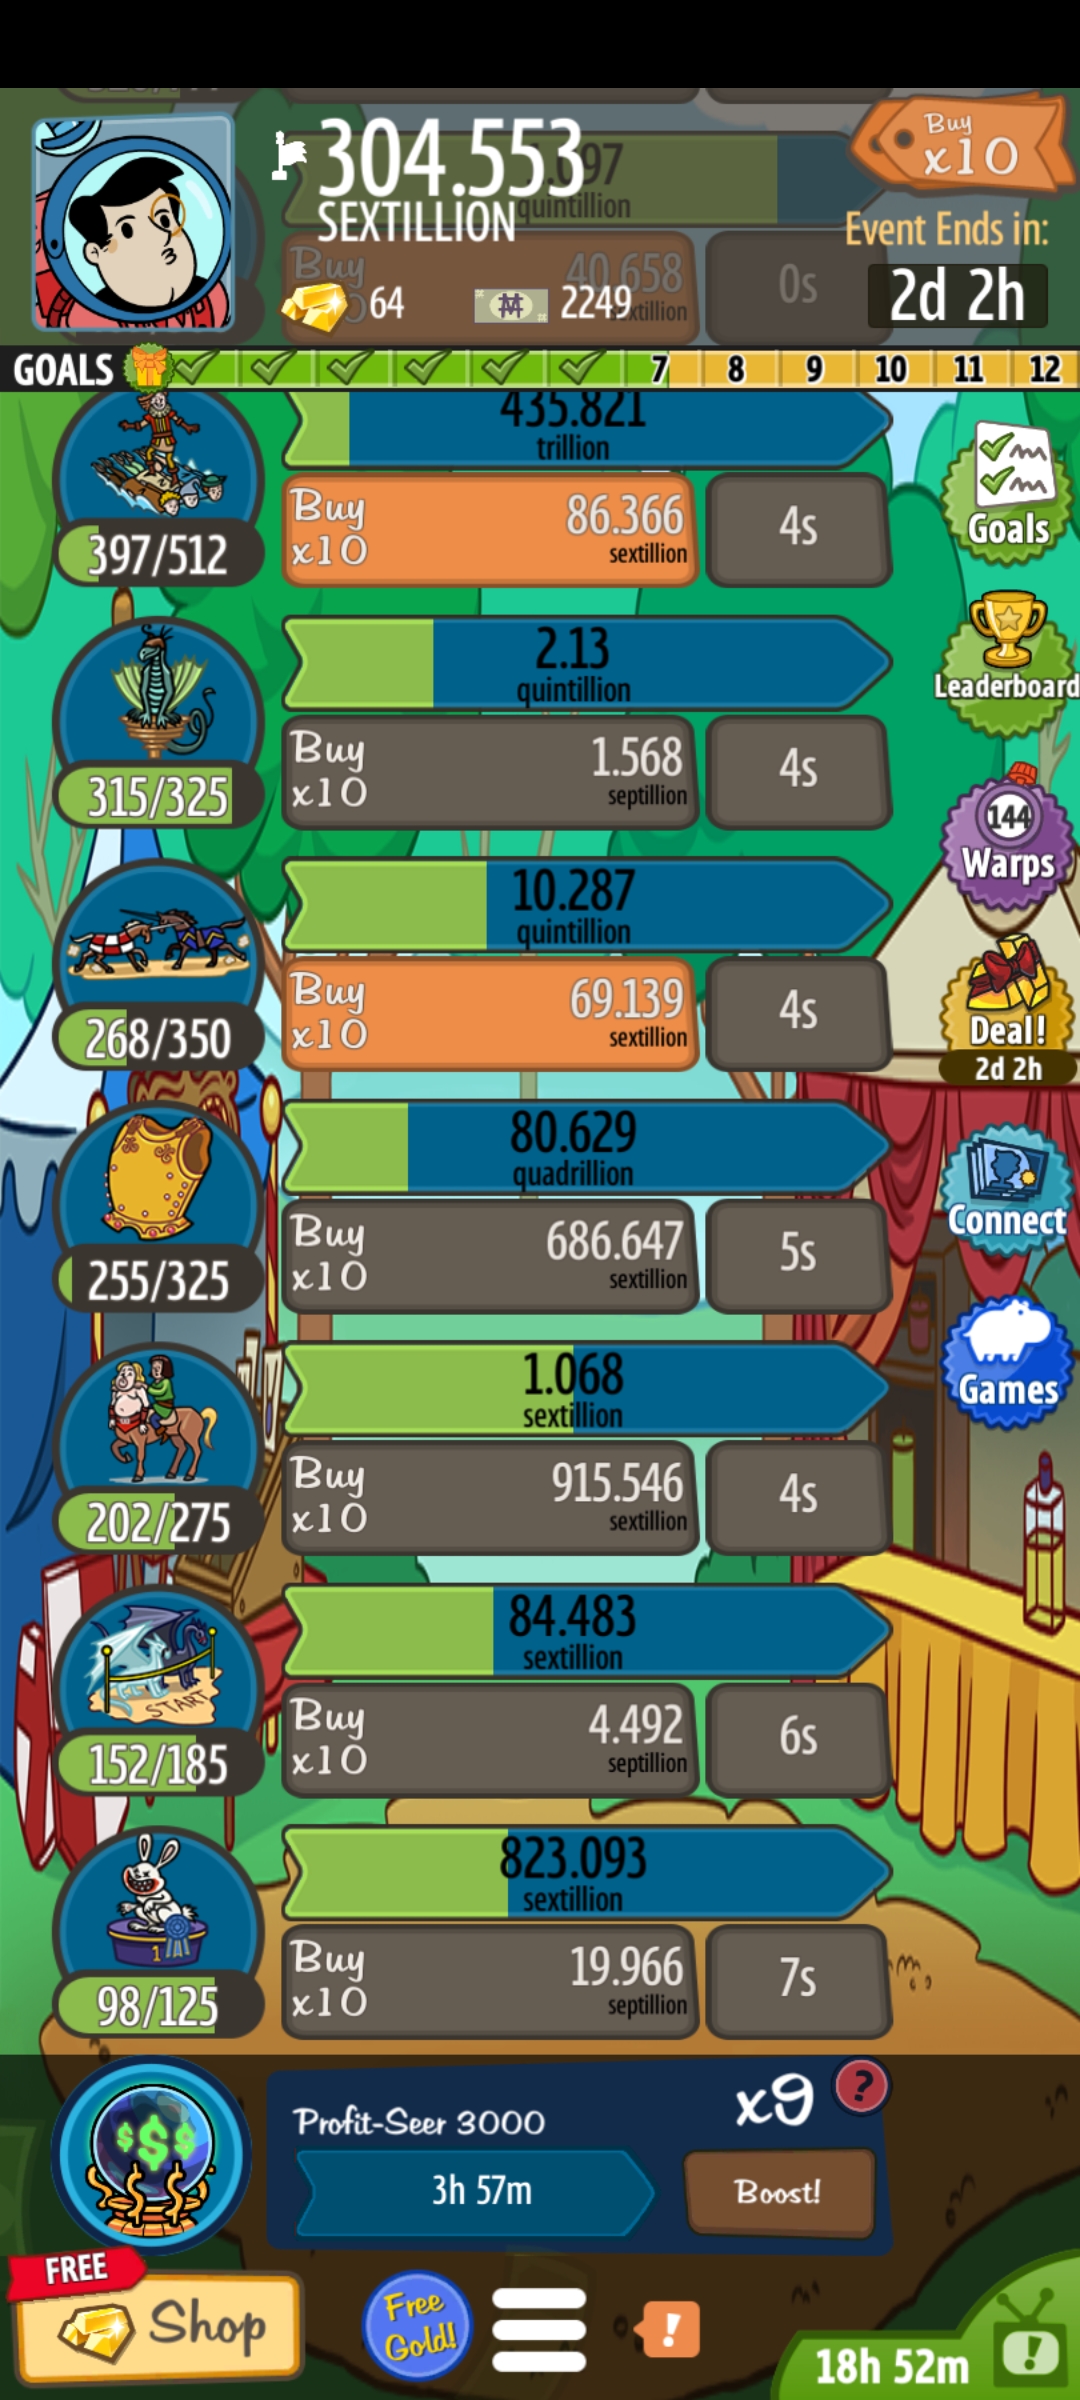 304.553
SEXTILLION
quintillion
Buy
x10
Event Ends in:
2d 2h
Buy
40.658
0s
64
2249
GOALS
7
8
9
10
11
12
435.821
trillion
397/512
Buy
x10
86.366
sextillion
4s
Goals
2.13
quintillion
315/325
Buy
x10
1.568
septillion
4s
Leaderboard
144
Warps
10.287
quintillion
268/350
Buy
x10
69.139
sextillion
4s
Deal!
2d 2h
80.629
quadrillion
255/325
Buy
x10
686.647
sextillion
5s
Connect
1.068
sextillion
202/275
Buy
x10
915.546
sextillion
4s
Games
84.483
sextillion
START
152/185
Buy
x10
4.492
septillion
6s
823.093
sextillion
1
98/125
Buy
x10
19.966
septillion
7s
$$$
Profit-Seer 3000
x9
?
3h 57m
Boost!
FREE
Shop
Free
Gold!
!
18h 52m
!